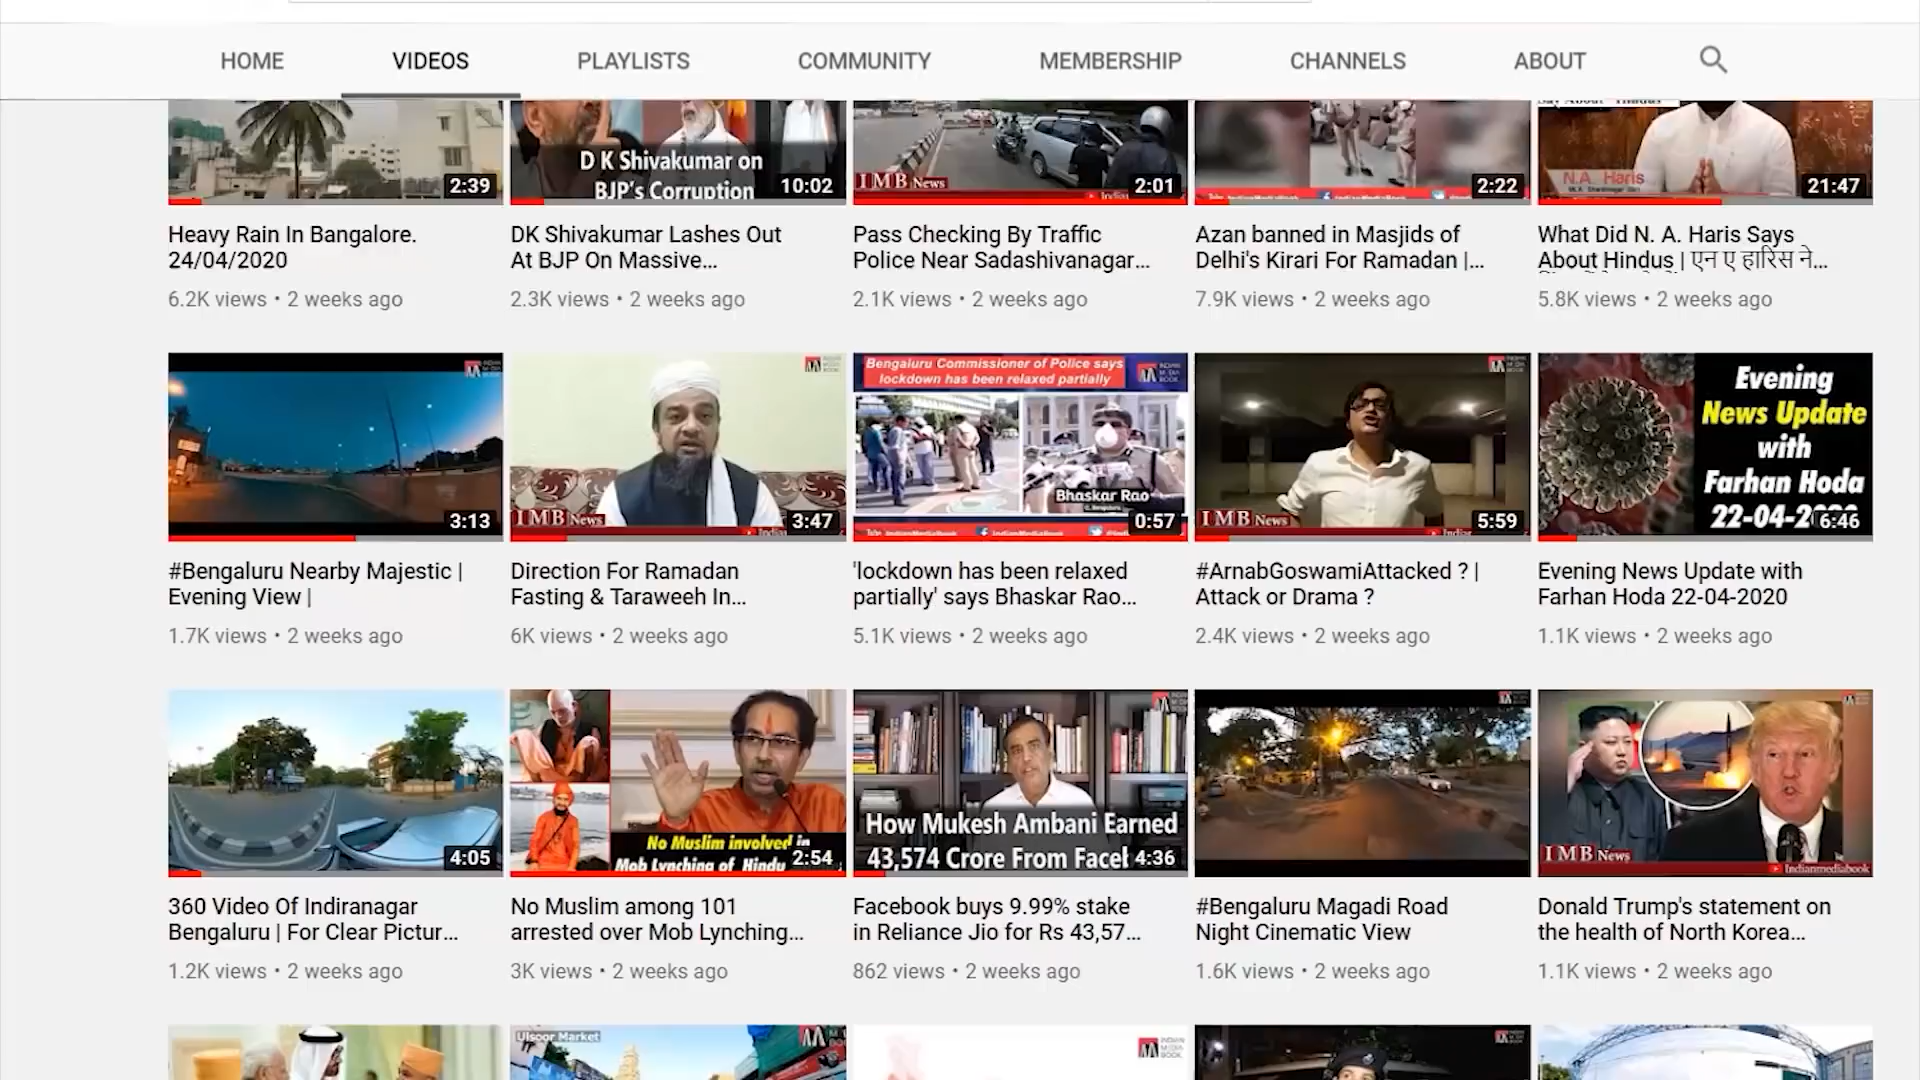 HOME VIDEOS PLAYLISTS COMMUNITY MEMBERSHIP CHANNELS ABOUT
2:39
D K Shivakumar on
BJP's Corruption
10:02
IMB News
2:01
2:22
N.A. Haris
21:47
Heavy Rain In Bangalore.
24/04/2020
6.2K views • 2 weeks ago
DK Shivakumar Lashes Out
At BJP On Massive...
2.3K views • 2 weeks ago
Pass Checking By Traffic
Police Near Sadashivanagar...
2.1K views • 2 weeks ago
Azan banned in Masjids of
Delhi's Kirari For Ramadan |...
7.9K views • 2 weeks ago
What Did N. A. Haris Says
About Hindus | एन ए हारिस ने...
5.8K views • 2 weeks ago
3:13
IMB News
3:47
Bengaluru Commissioner of Police says
lockdown has been relaxed partially
INDIAN
MEDIA
BOOK
Bhaskar Rao
0:57
IMB News
5:59
Evening
News Update
with
Farhan Hoda
22-04-2
6:46
#Bengaluru Nearby Majestic |
Evening View |
1.7K views • 2 weeks ago
Direction For Ramadan
Fasting & Taraweeh In...
6K views • 2 weeks ago
'lockdown has been relaxed
partially' says Bhaskar Rao...
5.1K views • 2 weeks ago
#ArnabGoswamiAttacked ? |
Attack or Drama ?
2.4K views • 2 weeks ago
Evening News Update with
Farhan Hoda 22-04-2020
1.1K views • 2 weeks ago
4:05
No Muslim involved in
Mob Lynching of Hindu
2:54
How Mukesh Ambani Earned
43,574 Crore From Facel
4:36
IMB News
Indianmediabook
360 Video Of Indiranagar
Bengaluru | For Clear Pictur...
1.2K views • 2 weeks ago
No Muslim among 101
arrested over Mob Lynching...
3K views • 2 weeks ago
Facebook buys 9.99% stake
in Reliance Jio for Rs 43,57...
862 views • 2 weeks ago
#Bengaluru Magadi Road
Night Cinematic View
1.6K views • 2 weeks ago
Donald Trump's statement on
the health of North Korea...
1.1K views • 2 weeks ago
Ulsoor Market
INDIAN
MEDIA
BOOK